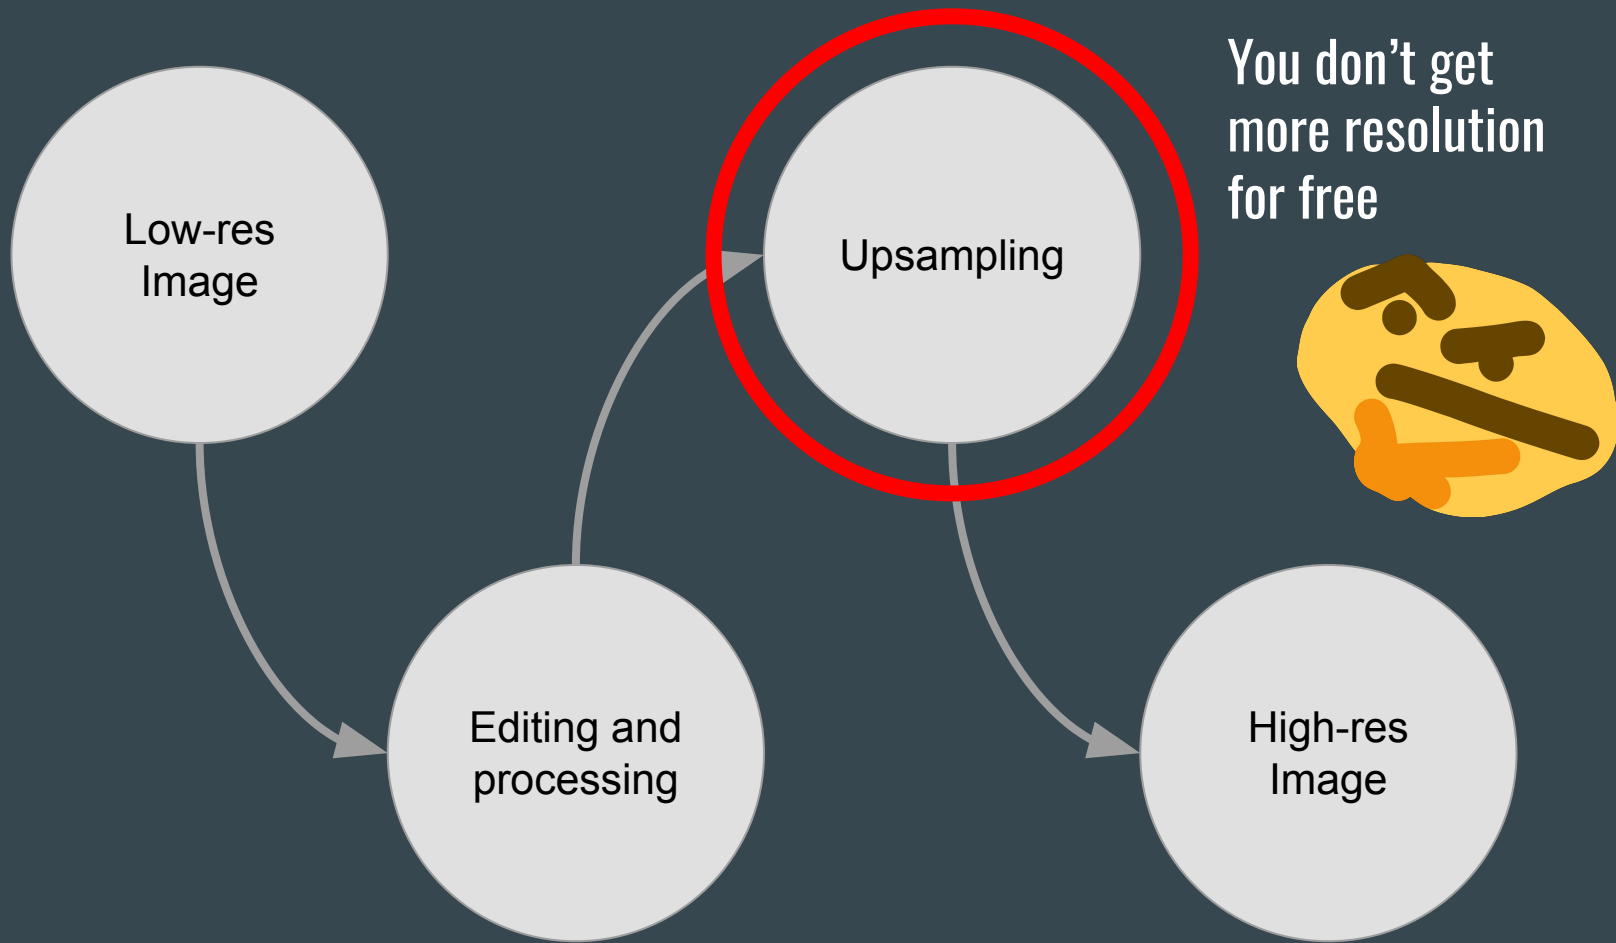 You don’t get
more resolution
for free
Low-res
Image
Upsampling
Editing and
processing
High-res
Image